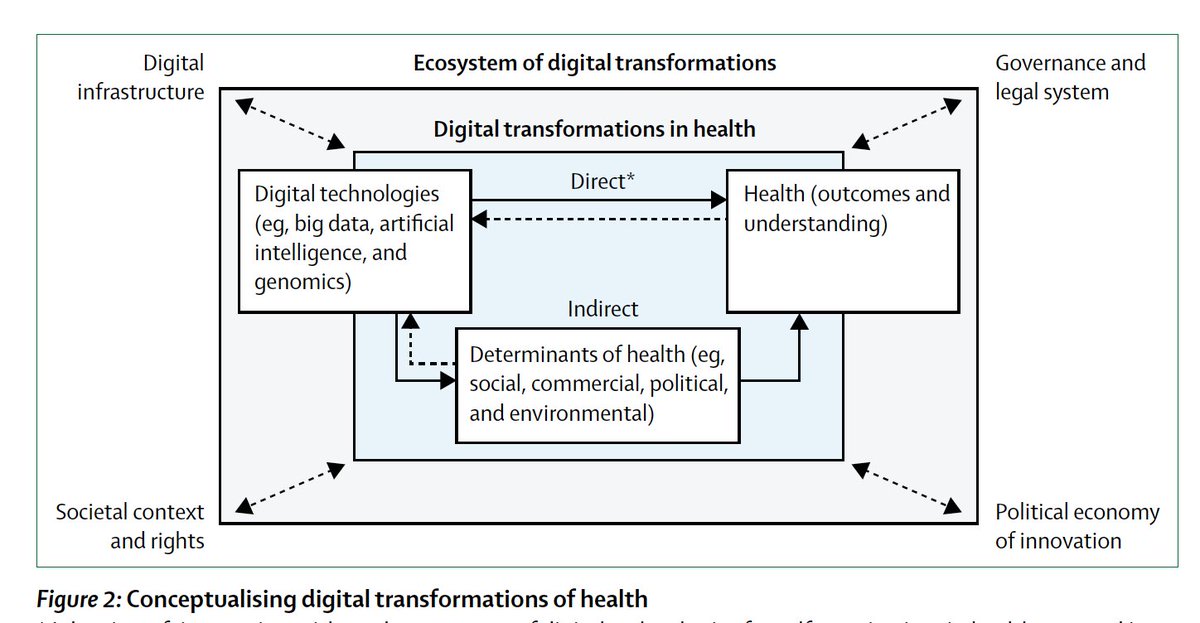 Digital
infrastructure
Ecosystem of digital transformations
Governance and
legal system
Digital transformations in health
Digital technologies
(eg, big data, artificial
intelligence, and
genomics)
Direct*
Health (outcomes and
understanding)
Indirect
Determinants of health (eg,
social, commercial, political,
and environmental)
Societal context
and rights
Political economy
of innovation
Figure 2: Conceptualising digital transformations of health